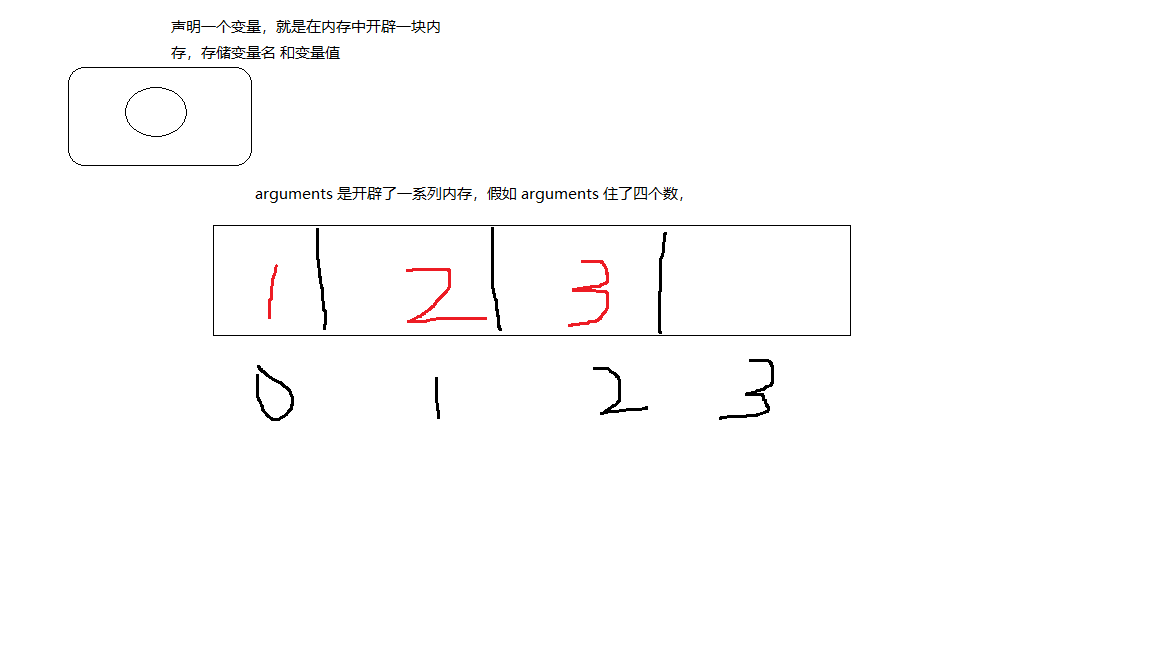 声明一个变量，就是在内存中开辟一块内
存，存储变量名 和变量值
arguments 是开辟了一系列内存，假如 arguments 住了四个数，
1 2 3
0 1 2 3